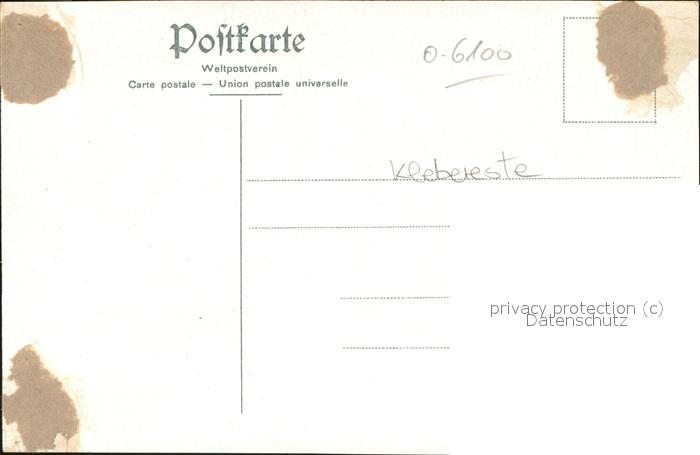 Postkarte
Weltpostverein
Carte postale — Union postale universelle
0-6100
Klebereste
privacy protection (c)
Datenschutz